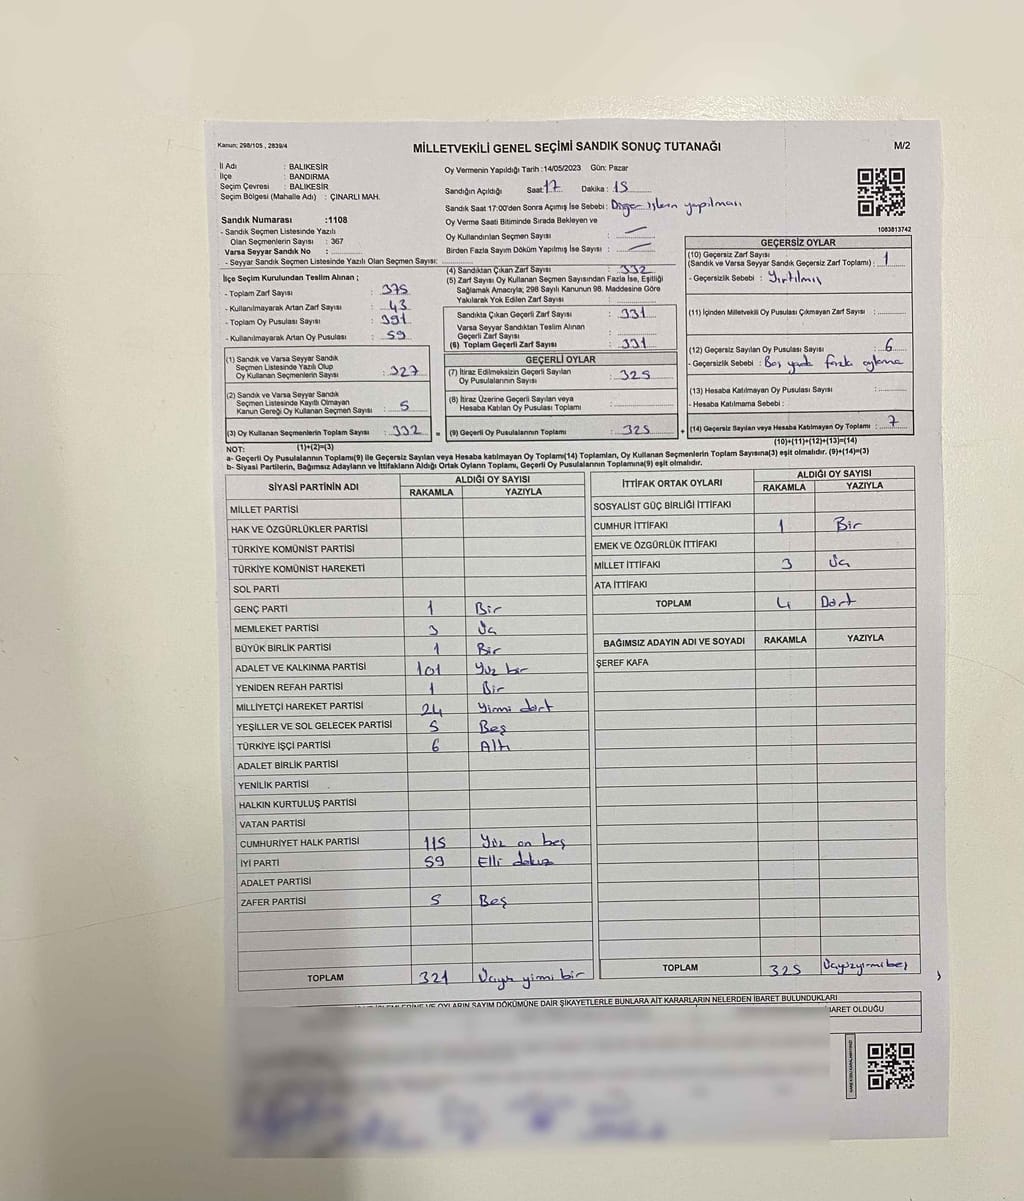 Kanun; 298/105, 2839/4
MİLLETVEKİLİ GENEL SEÇİMİ SANDIK SONUÇ TUTANAĞI
M/2
İl Adı : BALIKESİR
İlçe : BANDIRMA
Seçim Çevresi : BALIKESİR
Seçim Bölgesi (Mahalle Adı) : ÇINARLI MAH.
Sandık Numarası :1108
- Sandık Seçmen Listesinde Yazılı
Olan Seçmenlerin Sayısı : 367
Varsa Seyyar Sandık No :
- Seyyar Sandık Seçmen Listesinde Yazılı Olan Seçmen Sayısı:
Oy Vermenin Yapıldığı Tarih :14/05/2023 Gün: Pazar
Sandığın Açıldığı Saat: 17 Dakika : 15
Sandık Saat 17:00'den Sonra Açımış İse Sebebi : Diğer işlerin yapılması
Oy Verme Saati Bitiminde Sırada Bekleyen ve
Oy Kullandırılan Seçmen Sayısı : —
Birden Fazla Sayım Döküm Yapılmış İse Sayısı : —
1083813742
İlçe Seçim Kurulundan Teslim Alınan ;
- Toplam Zarf Sayısı : 375
- Kullanılmayarak Artan Zarf Sayısı : 43
- Toplam Oy Pusulası Sayısı : 391
- Kullanılmayarak Artan Oy Pusulası : 59
(1) Sandık ve Varsa Seyyar Sandık
Seçmen Listesinde Yazılı Olup
Oy Kullanan Seçmenlerin Sayısı : 327
(2) Sandık ve Varsa Seyyar Sandık
Seçmen Listesinde Kayıtlı Olmayan
Kanun Gereği Oy Kullanan Seçmen Sayısı : 5
(3) Oy Kullanan Seçmenlerin Toplam Sayısı : 332 =
(4) Sandıktan Çıkan Zarf Sayısı : 332
(5) Zarf Sayısı Oy Kullanan Seçmen Sayısından Fazla İse, Eşitliği
Sağlamak Amacıyla; 298 Sayılı Kanunun 98. Maddesine Göre
Yakılarak Yok Edilen Zarf Sayısı :
Sandıkta Çıkan Geçerli Zarf Sayısı : 331
Varsa Seyyar Sandıktan Teslim Alınan
Geçerli Zarf Sayısı :
(6) Toplam Geçerli Zarf Sayısı : 331
GEÇERLİ OYLAR
(7) İtiraz Edilmeksizin Geçerli Sayılan
Oy Pusulalarının Sayısı : 325
(8) İtiraz Üzerine Geçerli Sayılan veya
Hesaba Katılan Oy Pusulası Toplamı :
(9) Geçerli Oy Pusulalarının Toplamı : 325 +
GEÇERSİZ OYLAR
(10) Geçersiz Zarf Sayısı
(Sandık ve Varsa Seyyar Sandık Geçersiz Zarf Toplamı) : 1
- Geçersizlik Sebebi : Yırtılmış
(11) İçinden Milletvekili Oy Pusulası Çıkmayan Zarf Sayısı :
(12) Geçersiz Sayılan Oy Pusulası Sayısı : 6
- Geçersizlik Sebebi : Boş yada fazla oylama
(13) Hesaba Katılmayan Oy Pusulası Sayısı :
- Hesaba Katılmama Sebebi :
(14) Geçersiz Sayılan veya Hesaba Katılmayan Oy Toplamı : 7
NOT: (1)+(2)=(3)
(10)+(11)+(12)+(13)=(14)
a- Geçerli Oy Pusulalarının Toplamı(9) ile Geçersiz Sayılan veya Hesaba katılmayan Oy Toplamı(14) Toplamları, Oy Kullanan Seçmenlerin Toplam Sayısına(3) eşit olmalıdır. (9)+(14)=(3)
b- Siyasi Partilerin, Bağımsız Adayların ve İttifakların Aldığı Ortak Oyların Toplamı, Geçerli Oy Pusulalarının Toplamına(9) eşit olmalıdır.
SİYASİ PARTİNİN ADI ALDIĞI OY SAYISI
RAKAMLA YAZIYLA
MİLLET PARTİSİ
HAK VE ÖZGÜRLÜKLER PARTİSİ
TÜRKİYE KOMÜNİST PARTİSİ
TÜRKİYE KOMÜNİST HAREKETİ
SOL PARTİ
GENÇ PARTİ 1 Bir
MEMLEKET PARTİSİ 3 Üç
BÜYÜK BİRLİK PARTİSİ 1 Bir
ADALET VE KALKINMA PARTİSİ 101 Yüz bir
YENİDEN REFAH PARTİSİ 1 Bir
MİLLİYETÇİ HAREKET PARTİSİ 24 Yirmi dört
YEŞİLLER VE SOL GELECEK PARTİSİ 5 Beş
TÜRKİYE İŞÇİ PARTİSİ 6 Altı
ADALET BİRLİK PARTİSİ
YENİLİK PARTİSİ
HALKIN KURTULUŞ PARTİSİ
VATAN PARTİSİ
CUMHURİYET HALK PARTİSİ 115 Yüz on beş
İYİ PARTİ 59 Elli dokuz
ADALET PARTİSİ
ZAFER PARTİSİ 5 Beş
TOPLAM 321 Üçyüz yirmi bir
İTTİFAK ORTAK OYLARI ALDIĞI OY SAYISI
RAKAMLA YAZIYLA
SOSYALİST GÜÇ BİRLİĞİ İTTİFAKI
CUMHUR İTTİFAKI 1 Bir
EMEK VE ÖZGÜRLÜK İTTİFAKI
MİLLET İTTİFAKI 3 Üç
ATA İTTİFAKI
TOPLAM 4 Dört
BAĞIMSIZ ADAYIN ADI VE SOYADI RAKAMLA YAZIYLA
ŞEREF KAFA
TOPLAM 325 Üçyüzyirmibeş
OYLARIN SAYIM DÖKÜMÜNE DAİR ŞİKAYETLERLE BUNLARA AİT KARARLARIN NELERDEN İBARET BULUNDUKLARI
İBARET OLDUĞU